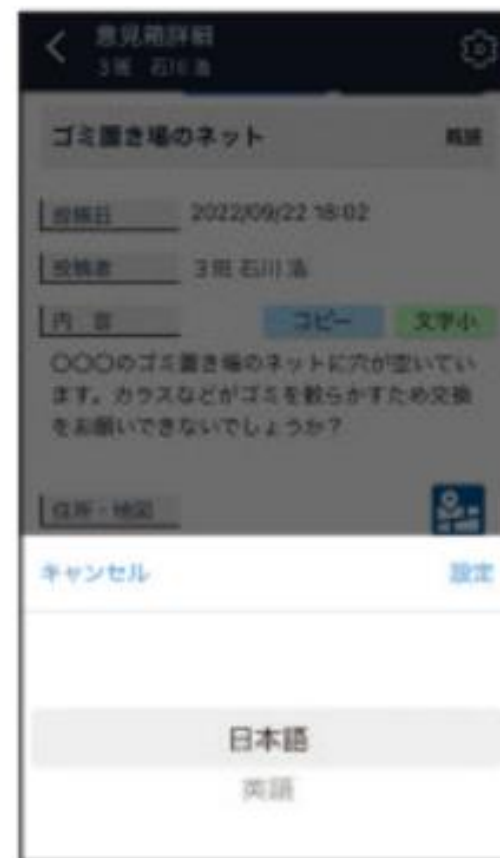 意見箱詳細
3班 石川 浩
ゴミ置き場のネット
投稿日 2022/09/22 18:02
投稿者 3班 石川 浩
内 容 コピー 文字小
〇〇〇のゴミ置き場のネットに穴が空いてい
ます。カラスなどがゴミを散らかすため交換
をお願いできないでしょうか?
住所・地図
キャンセル 設定
日本語
英語